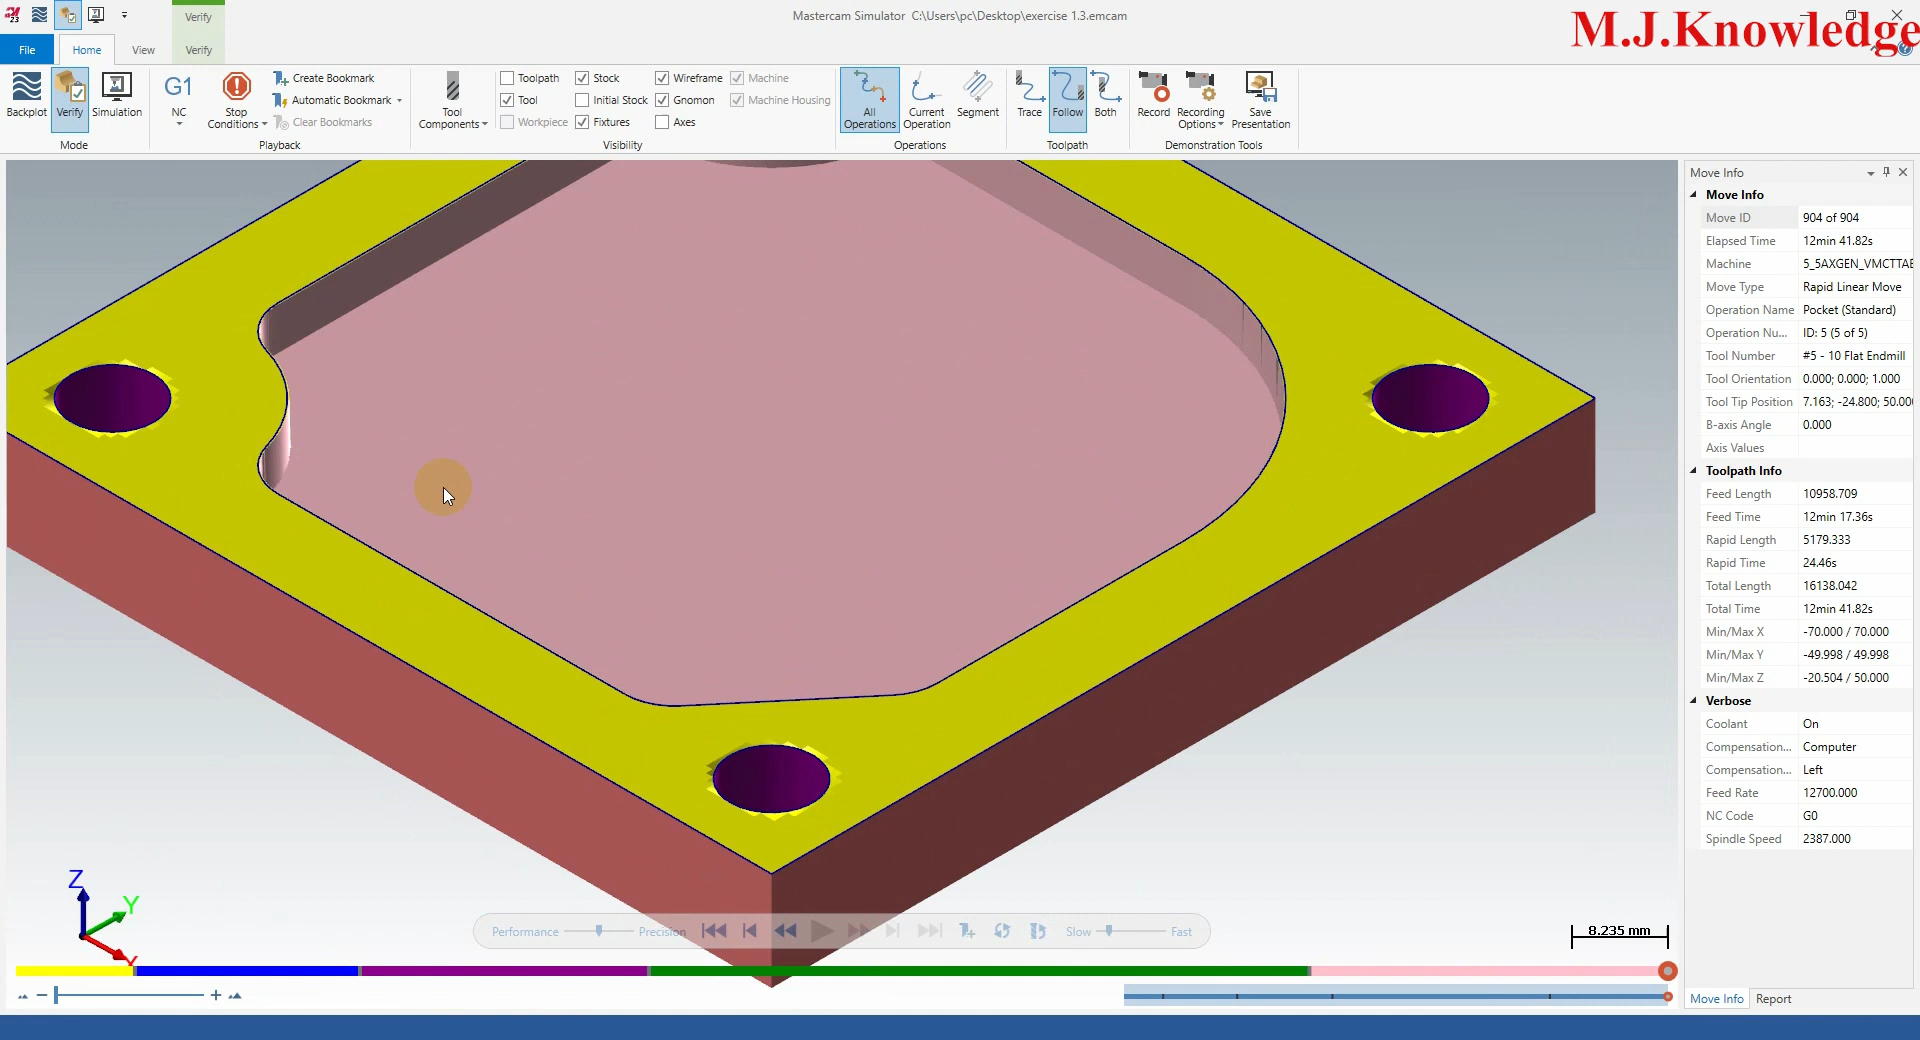 Verify
Mastercam Simulator  C:\Users\pc\Desktop\exercise 1.3.emcam
M.J.Knowledge
File
Home
View
Verify
Backplot
Verify
Simulation
Mode
G1
NC
Stop Conditions
Create Bookmark
Automatic Bookmark
Clear Bookmarks
Playback
Tool Components
Toolpath
Tool
Workpiece
Stock
Initial Stock
Fixtures
Wireframe
Gnomon
Axes
Machine
Machine Housing
Visibility
All Operations
Current Operation
Segment
Operations
Trace
Follow
Both
Toolpath
Record
Recording Options
Save Presentation
Demonstration Tools
Move Info
Move Info
Move ID 904 of 904
Elapsed Time 12min 41.82s
Machine 5_5AXGEN_VMCTTAE
Move Type Rapid Linear Move
Operation Name Pocket (Standard)
Operation Nu... ID: 5 (5 of 5)
Tool Number #5 - 10 Flat Endmill
Tool Orientation 0.000; 0.000; 1.000
Tool Tip Position 7.163; -24.800; 50.000
B-axis Angle 0.000
Axis Values
Toolpath Info
Feed Length 10958.709
Feed Time 12min 17.36s
Rapid Length 5179.333
Rapid Time 24.46s
Total Length 16138.042
Total Time 12min 41.82s
Min/Max X -70.000 / 70.000
Min/Max Y -49.998 / 49.998
Min/Max Z -20.504 / 50.000
Verbose
Coolant On
Compensation... Computer
Compensation... Left
Feed Rate 12700.000
NC Code G0
Spindle Speed 2387.000
Z
Y
X
Performance
Precision
Slow
Fast
8.235 mm
Move Info
Report